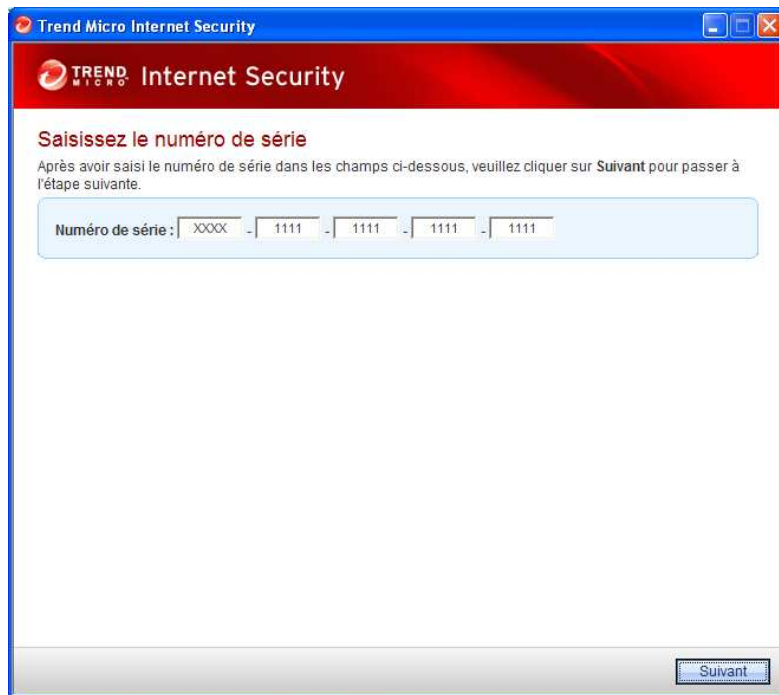 Trend Micro Internet Security
TREND MICRO Internet Security
Saisissez le numéro de série
Après avoir saisi le numéro de série dans les champs ci-dessous, veuillez cliquer sur Suivant pour passer à
l'étape suivante.
Numéro de série : XXXX - 1111 - 1111 - 1111 - 1111
Suivant